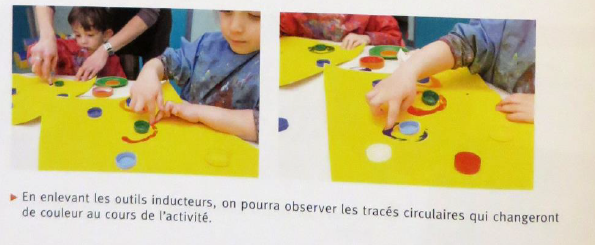 ► En enlevant les outils inducteurs, on pourra observer les tracés circulaires qui changeront
de couleur au cours de l'activité.